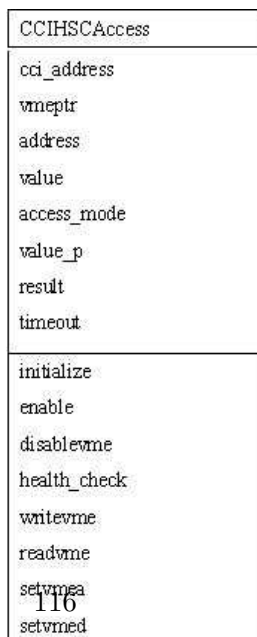 CCIHSCAccess
cci_address
vmeptr
address
value
access_mode
value_p
result
timeout
initialize
enable
disablevme
health_check
writevme
readvme
setvmea
116
setvmed